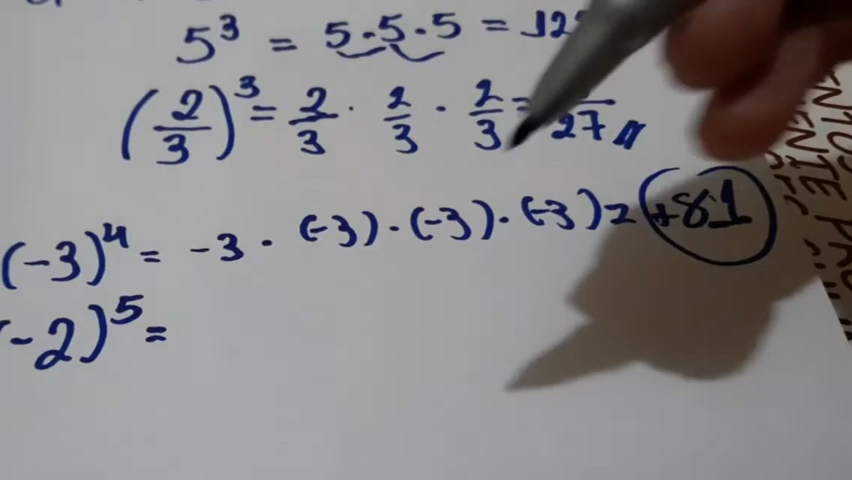 5³ = 5·5·5 = 12
(2/3)³ = 2/3 · 2/3 · 2/3 = /27 //
(-3)⁴ = -3 · (-3) · (-3) · (-3) = +81
(-2)⁵ =